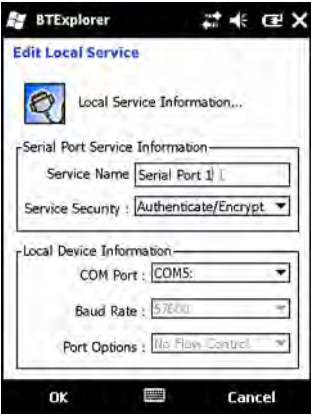 BTExplorer
Edit Local Service
Local Service Information...
Serial Port Service Information
Service Name Serial Port 1
Service Security : Authenticate/Encrypt
Local Device Information
COM Port : COM5:
Baud Rate : 57600
Port Options : No Flow Control
OK Cancel